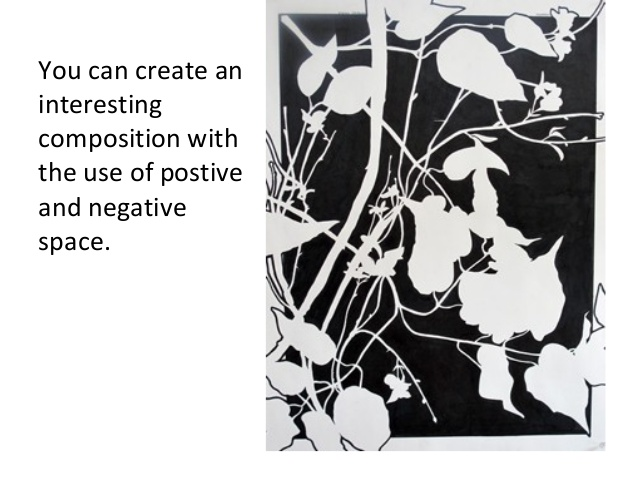 You can create an
interesting
composition with
the use of postive
and negative
space.